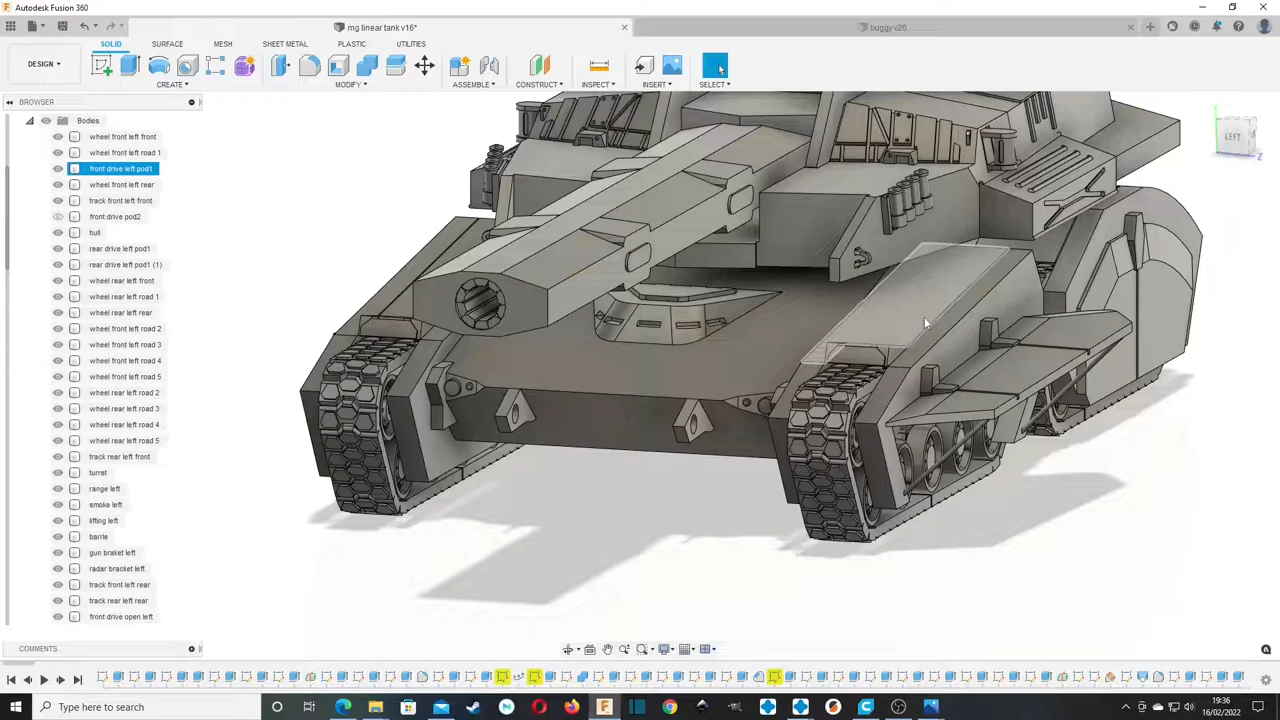 Autodesk Fusion 360
mg linear tank v16*
buggy v26
DESIGN
SOLID SURFACE MESH SHEET METAL PLASTIC UTILITIES
CREATE MODIFY ASSEMBLE CONSTRUCT INSPECT INSERT SELECT
BROWSER
Bodies
wheel front left front
wheel front left road 1
front drive left pod1
wheel front left rear
track front left front
front drive pod2
hull
rear drive left pod1
rear drive left pod1 (1)
wheel rear left front
wheel rear left road 1
wheel rear left rear
wheel front left road 2
wheel front left road 3
wheel front left road 4
wheel front left road 5
wheel rear left road 2
wheel rear left road 3
wheel rear left road 4
wheel rear left road 5
track rear left front
turret
range left
smoke left
lifting left
barrle
gun braket left
radar bracket left
track front left rear
track rear left rear
front drive open left
LEFT
Z
COMMENTS
Type here to search
19:36
16/02/2022